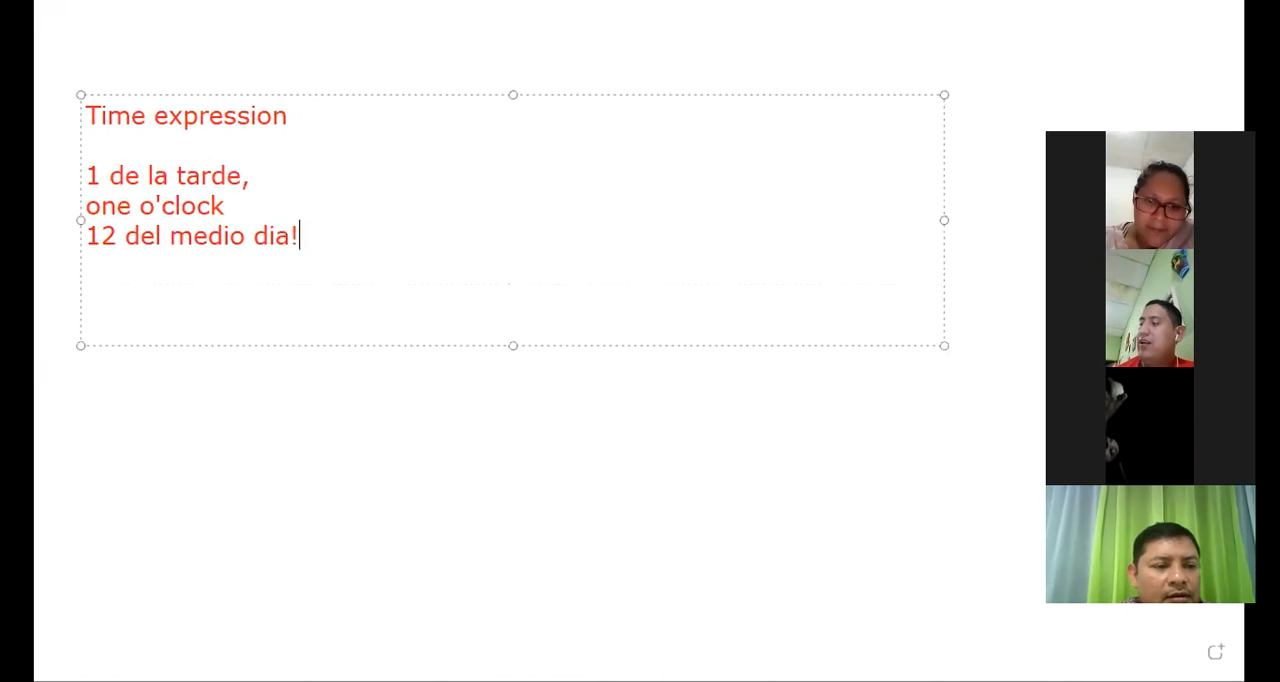 Time expression
1 de la tarde,
one o'clock
12 del medio dia!